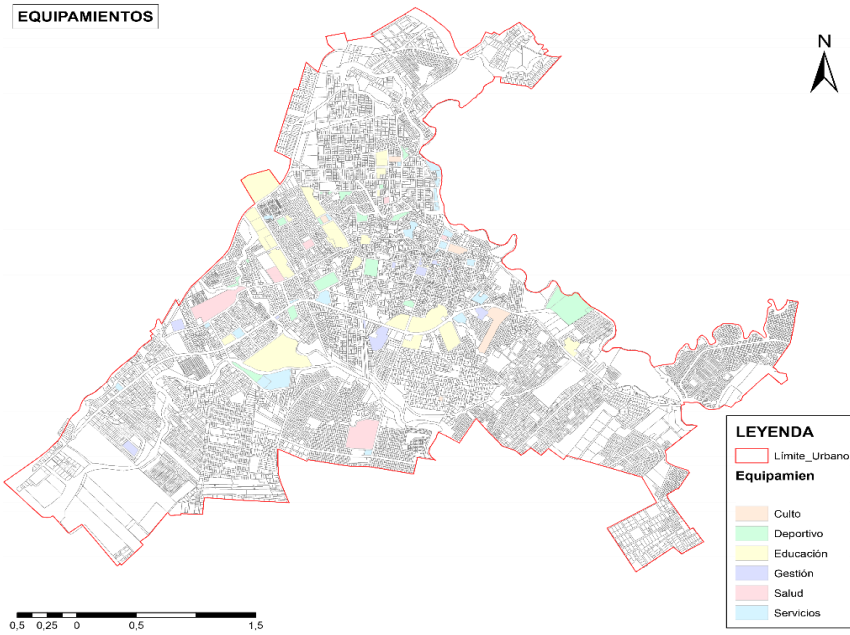 EQUIPAMIENTOS
N
LEYENDA
Límite_Urbano
Equipamien
Culto
Deportivo
Educación
Gestión
Salud
Servicios
0,5 0,25 0 0,5 1,5